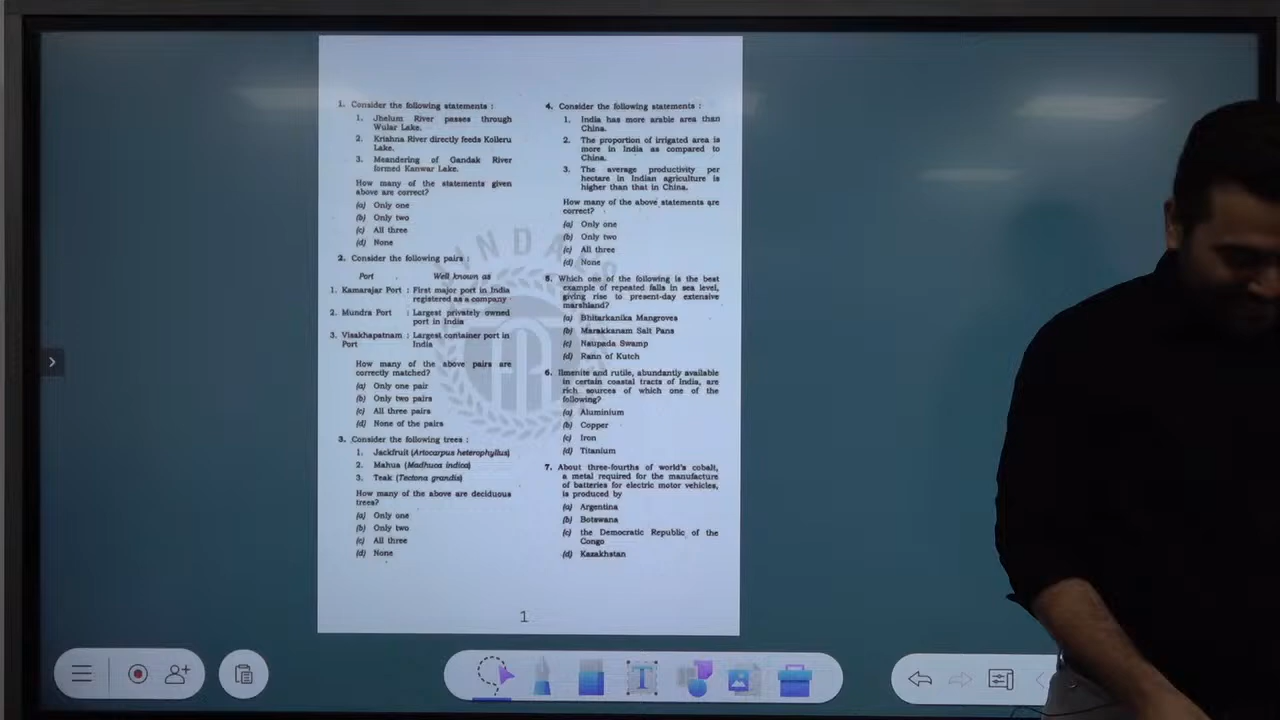 1. Consider the following statements :
1. Jhelum River passes through
Wular Lake.
2. Krishna River directly feeds Kolleru
Lake.
3. Meandering of Gandak River
formed Kanwar Lake.
How many of the statements given
above are correct?
(a) Only one
(b) Only two
(c) All three
(d) None
2. Consider the following pairs :
Port Well known as
1. Kamarajar Port : First major port in India
registered as a company
2. Mundra Port : Largest privately owned
port in India
3. Visakhapatnam : Largest container port in
Port India
How many of the above pairs are
correctly matched?
(a) Only one pair
(b) Only two pairs
(c) All three pairs
(d) None of the pairs
3. Consider the following trees :
1. Jackfruit (Artocarpus heterophyllus)
2. Mahua (Madhuca indica)
3. Teak (Tectona grandis)
How many of the above are deciduous
trees?
(a) Only one
(b) Only two
(c) All three
(d) None
4. Consider the following statements :
1. India has more arable area than
China.
2. The proportion of irrigated area is
more in India as compared to
China.
3. The average productivity per
hectare in Indian agriculture is
higher than that in China.
How many of the above statements are
correct?
(a) Only one
(b) Only two
(c) All three
(d) None
5. Which one of the following is the best
example of repeated falls in sea level,
giving rise to present-day extensive
marshland?
(a) Bhitarkanika Mangroves
(b) Marakkanam Salt Pans
(c) Naupada Swamp
(d) Rann of Kutch
6. Ilmenite and rutile, abundantly available
in certain coastal tracts of India, are
rich sources of which one of the
following?
(a) Aluminium
(b) Copper
(c) Iron
(d) Titanium
7. About three-fourths of world's cobalt,
a metal required for the manufacture
of batteries for electric motor vehicles,
is produced by
(a) Argentina
(b) Botswana
(c) the Democratic Republic of the
Congo
(d) Kazakhstan
1
T